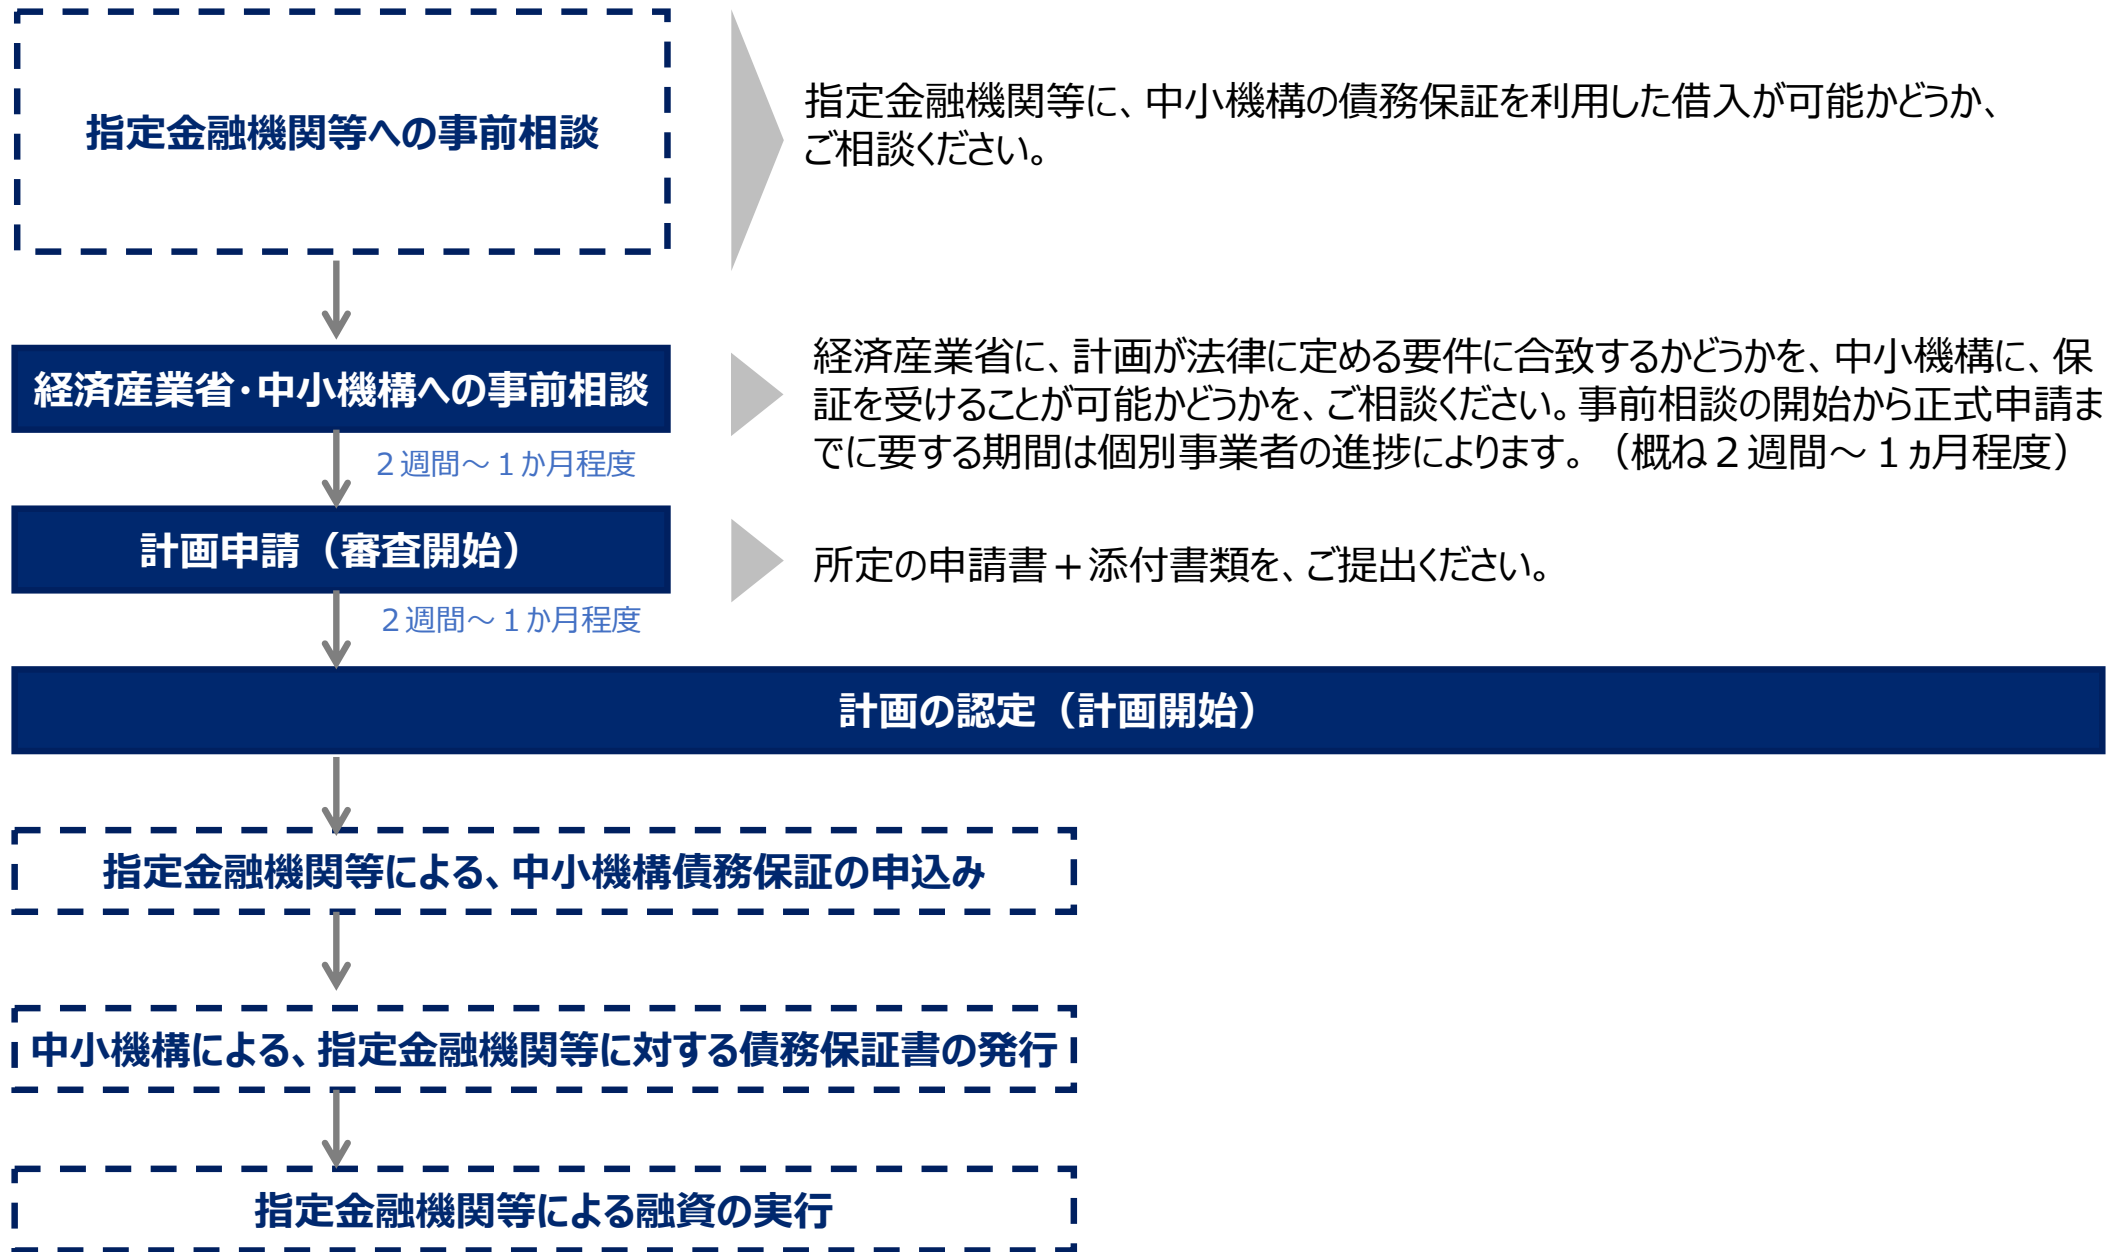 指定金融機関等への事前相談
指定金融機関等に、中小機構の債務保証を利用した借入が可能かどうか、
ご相談ください。
経済産業省・中小機構への事前相談
経済産業省に、計画が法律に定める要件に合致するかどうかを、中小機構に、保
証を受けることが可能かどうかを、ご相談ください。事前相談の開始から正式申請ま
でに要する期間は個別事業者の進捗によります。（概ね２週間～１ヵ月程度）
２週間～１か月程度
計画申請（審査開始）
所定の申請書＋添付書類を、ご提出ください。
２週間～１か月程度
計画の認定（計画開始）
指定金融機関等による、中小機構債務保証の申込み
中小機構による、指定金融機関等に対する債務保証書の発行
指定金融機関等による融資の実行